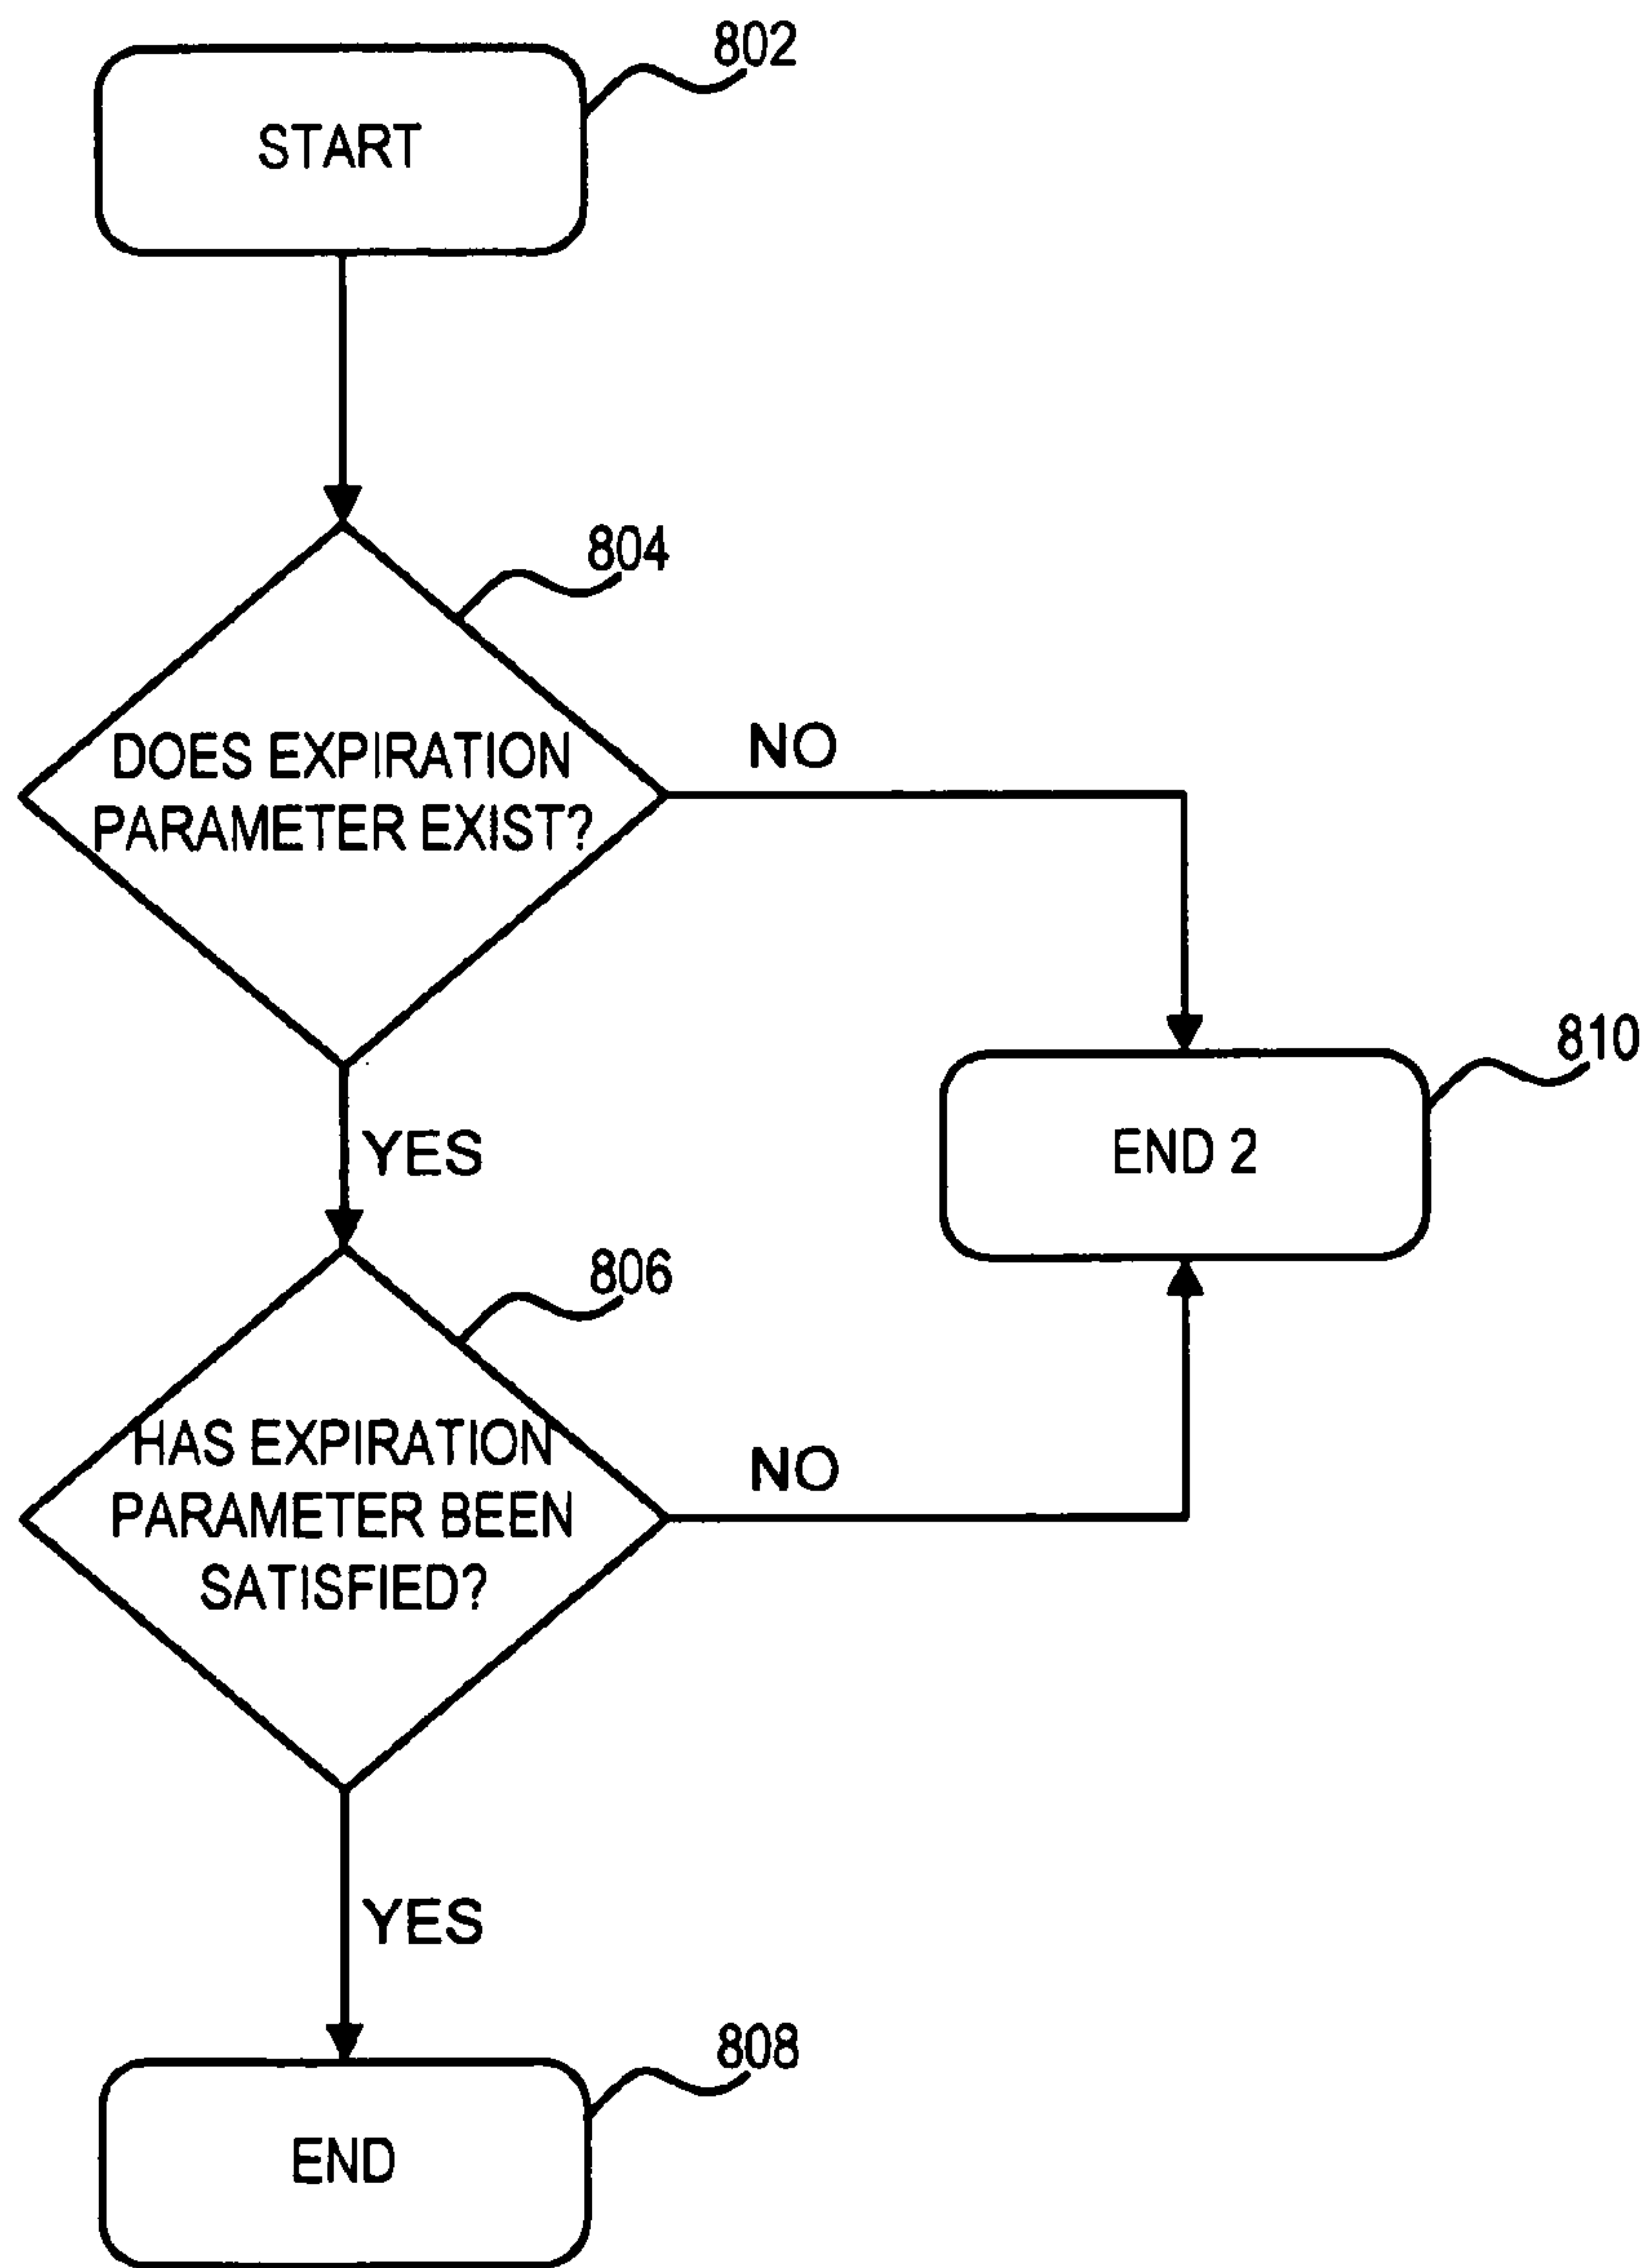 802
START
804
DOES EXPIRATION
PARAMETER EXIST?
NO
810
END 2
YES
806
HAS EXPIRATION
PARAMETER BEEN
SATISFIED?
NO
YES
808
END